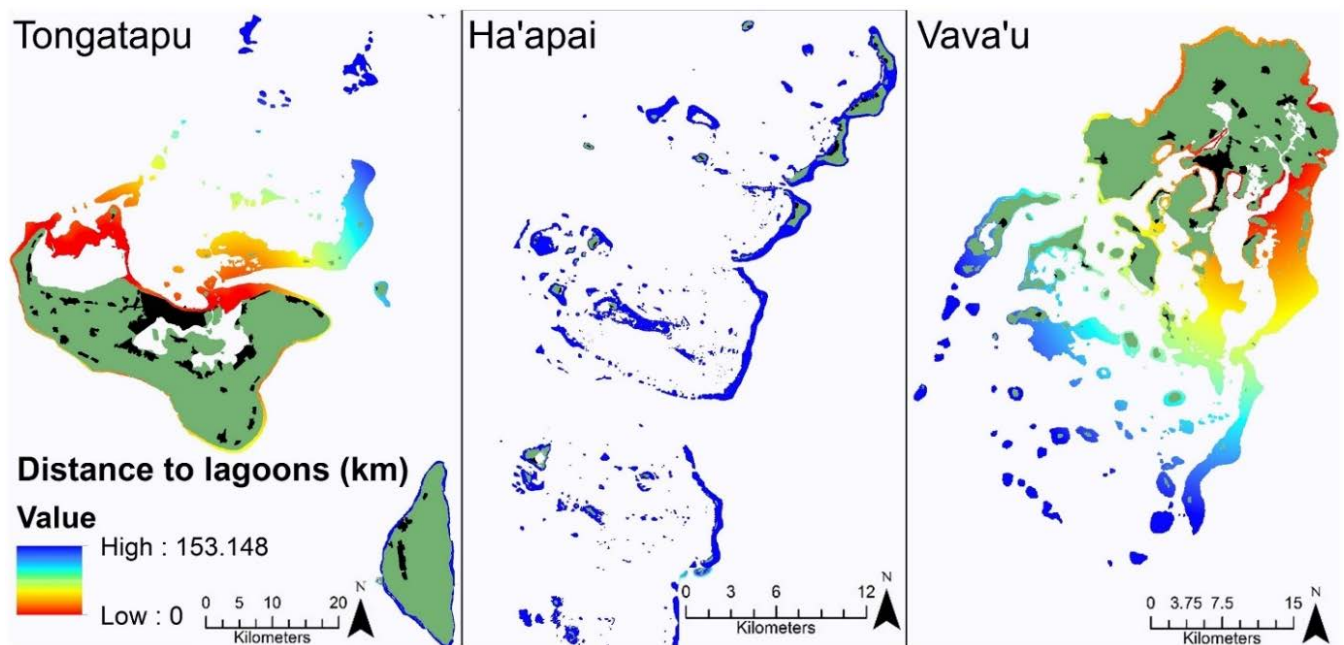 Tongatapu
Ha'apai
Vava'u
Distance to lagoons (km)
Value
High : 153.148
Low : 0
0 5 10 20
Kilometers
N
0 3 6 12
Kilometers
N
0 3.75 7.5 15
Kilometers
N